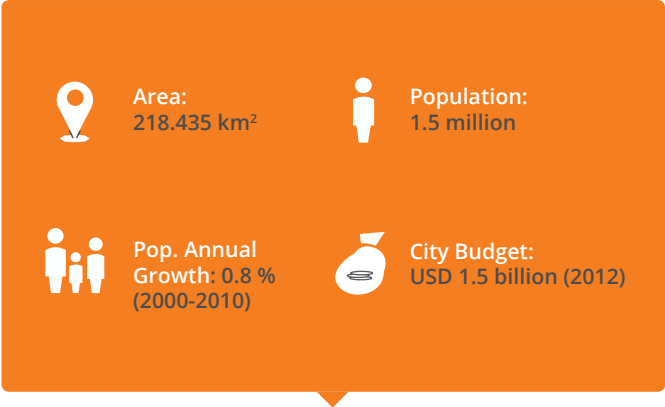 Area:
218.435 km²
Population:
1.5 million
Pop. Annual
Growth: 0.8 %
(2000-2010)
City Budget:
USD 1.5 billion (2012)